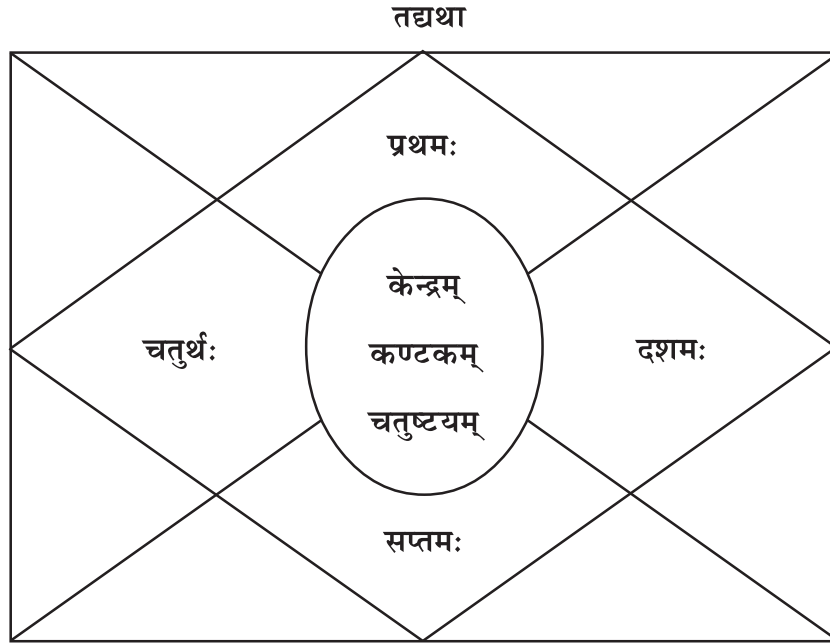 तद्यथा
प्रथमः
केन्द्रम्
चतुर्थः
कण्टकम्
दशमः
चतुष्टयम्
सप्तमः